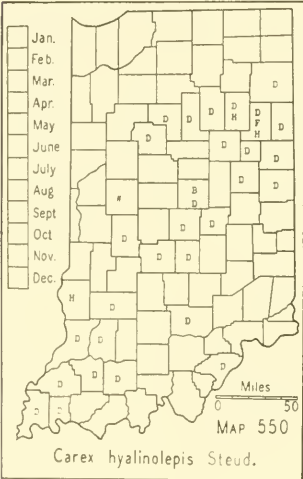 Jan.
Feb.
Mar.
Apr.
May
June
July
Aug
Sept
Oct
Nov.
Dec.
D
D
H
D
F
H
D D D
D
D D
D
D
B
D
D
#
D D
D
D D
H D
D
D D
D
D D D
D D
Miles
0 50
MAP 550
Carex hyalinolepis Steud.